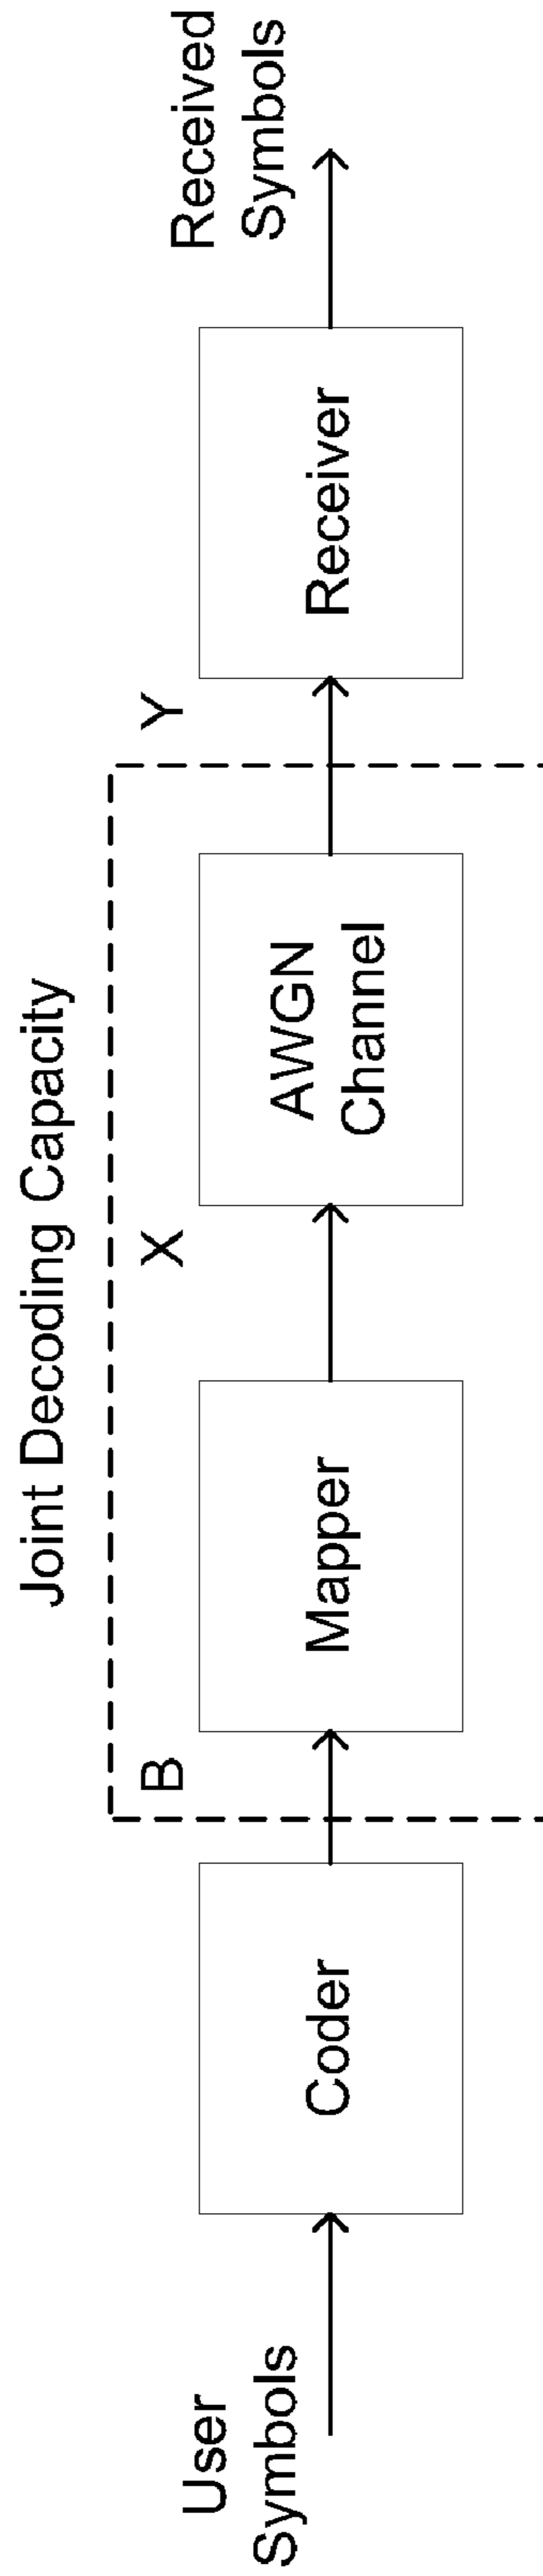 Joint Decoding Capacity
User
Symbols
Coder
B
Mapper
X
AWGN
Channel
Y
Receiver
Received
Symbols